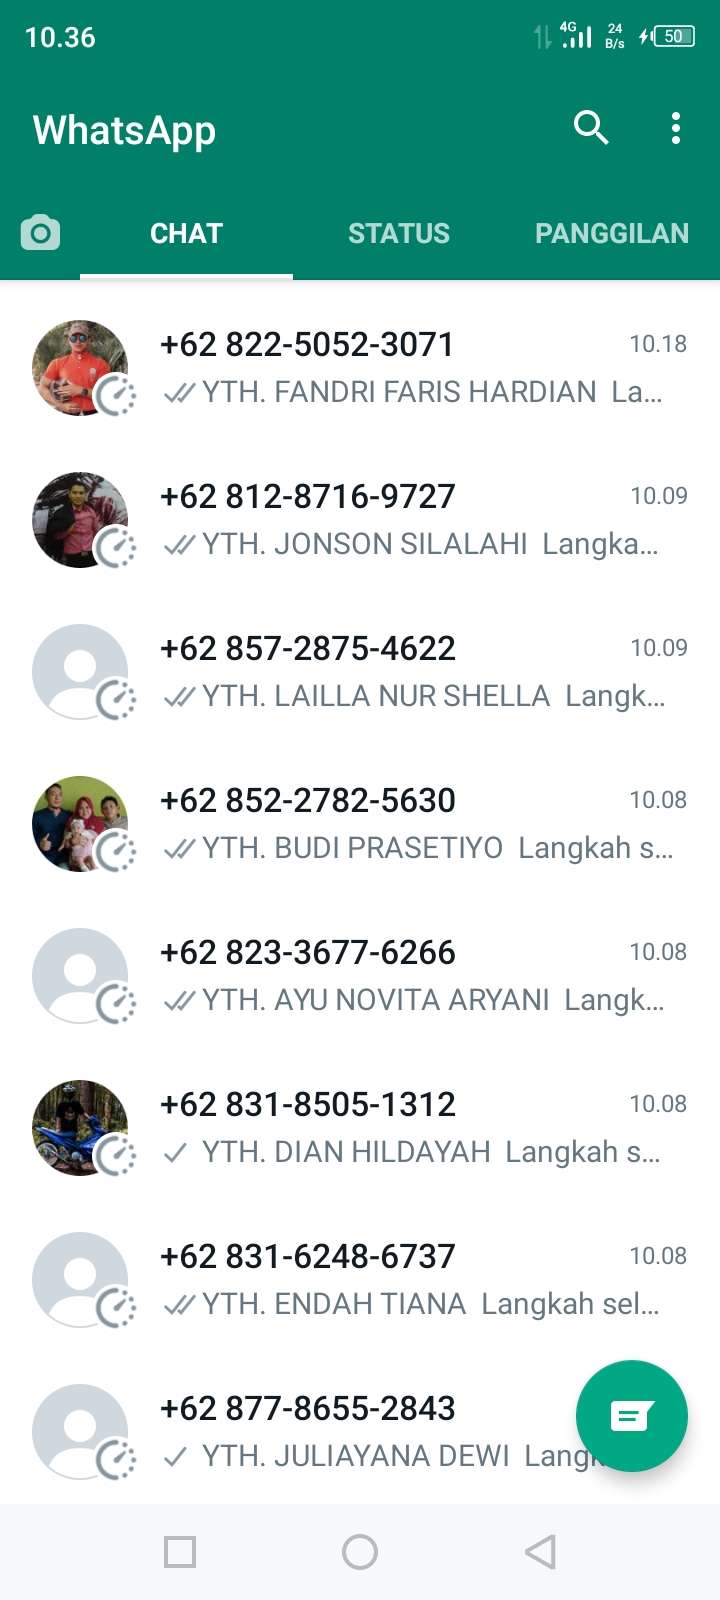 10.36
4G
24
B/s
50
WhatsApp
CHAT STATUS PANGGILAN
+62 822-5052-3071 10.18
YTH. FANDRI FARIS HARDIAN La...
+62 812-8716-9727 10.09
YTH. JONSON SILALAHI Langka...
+62 857-2875-4622 10.09
YTH. LAILLA NUR SHELLA Langk...
+62 852-2782-5630 10.08
YTH. BUDI PRASETIYO Langkah s...
+62 823-3677-6266 10.08
YTH. AYU NOVITA ARYANI Langk...
+62 831-8505-1312 10.08
YTH. DIAN HILDAYAH Langkah s...
+62 831-6248-6737 10.08
YTH. ENDAH TIANA Langkah sel...
+62 877-8655-2843
YTH. JULIAYANA DEWI